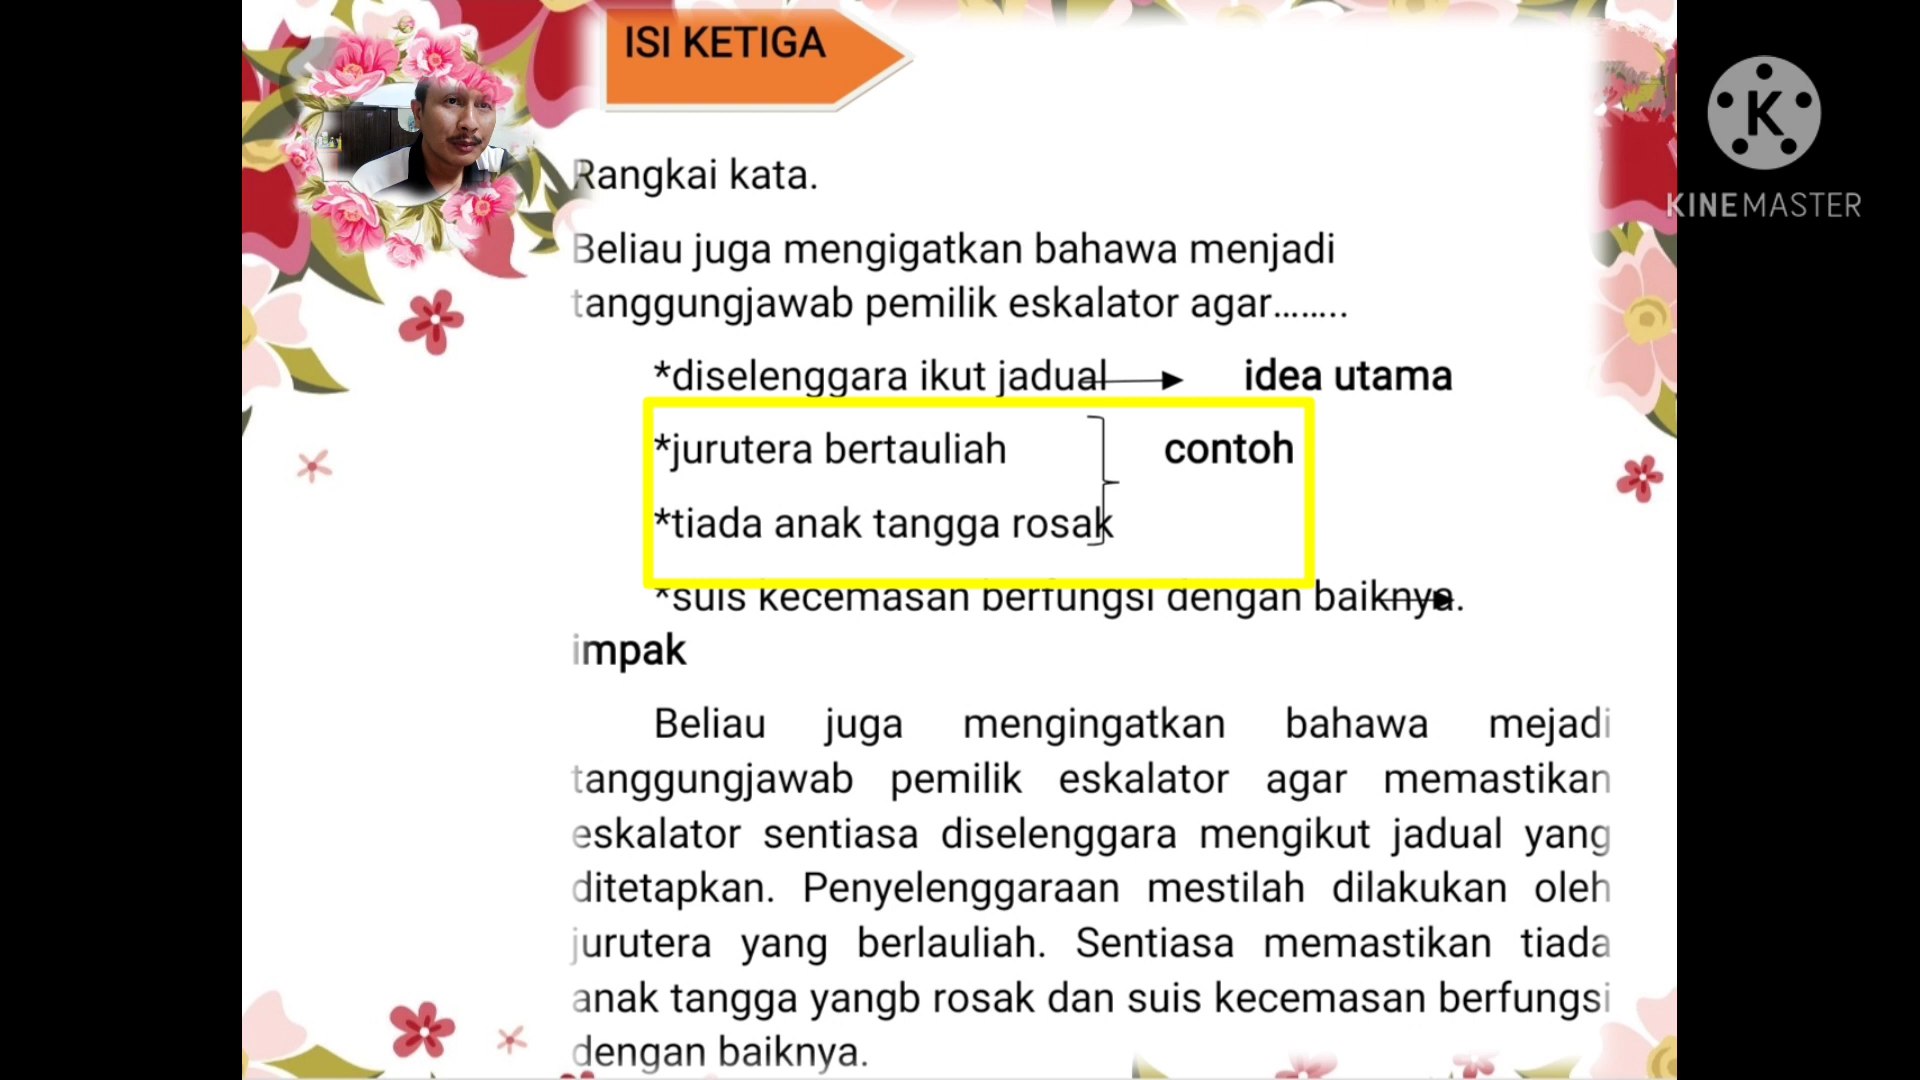 ISI KETIGA
K
KINEMASTER
Rangkai kata.
Beliau juga mengigatkan bahawa menjadi
tanggungjawab pemilik eskalator agar........
*diselenggara ikut jadual idea utama
*jurutera bertauliah contoh
*tiada anak tangga rosak
*suis kecemasan berfungsi dengan baiknya.
impak
Beliau juga mengingatkan bahawa mejadi
tanggungjawab pemilik eskalator agar memastikan
eskalator sentiasa diselenggara mengikut jadual yang
ditetapkan. Penyelenggaraan mestilah dilakukan oleh
jurutera yang berlauliah. Sentiasa memastikan tiada
anak tangga yangb rosak dan suis kecemasan berfungsi
dengan baiknya.